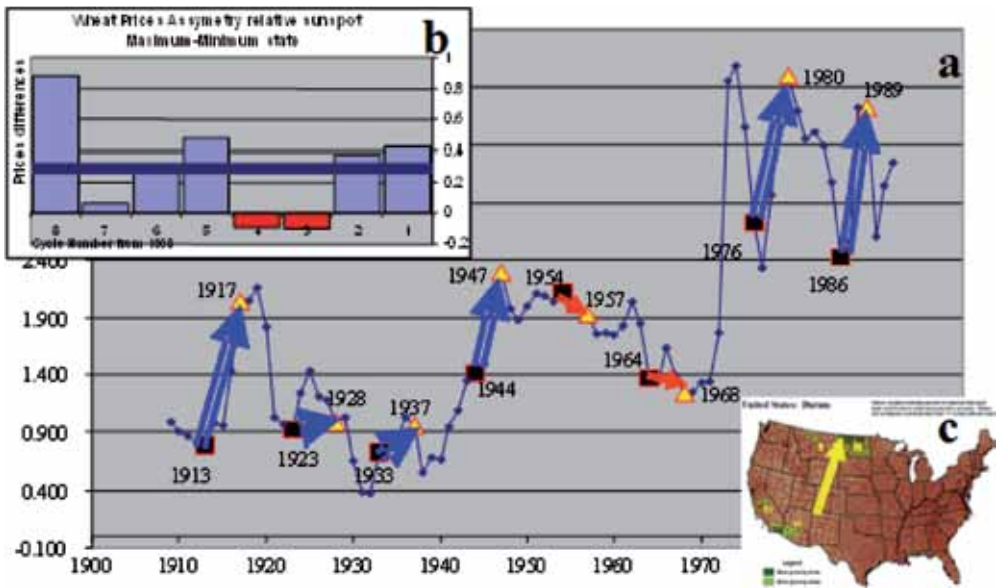 Wheat Prices Assymetry relative sunspot
Maximum-Minimum state
b
a
1
0.8
0.6
0.4
0.2
0
-0.2
Prices differences
8 7 6 5 4 3 2 1
Cycle Number from
1980
1989
1976
1986
2.400
1.900
1.400
0.900
0.400
-0.100
1917
1947
1954
1957
1928
1937
1944
1964
1968
1913
1923
1933
United States: Durum
c
Legend
1900 1910 1920 1930 1940 1950 1960 1970